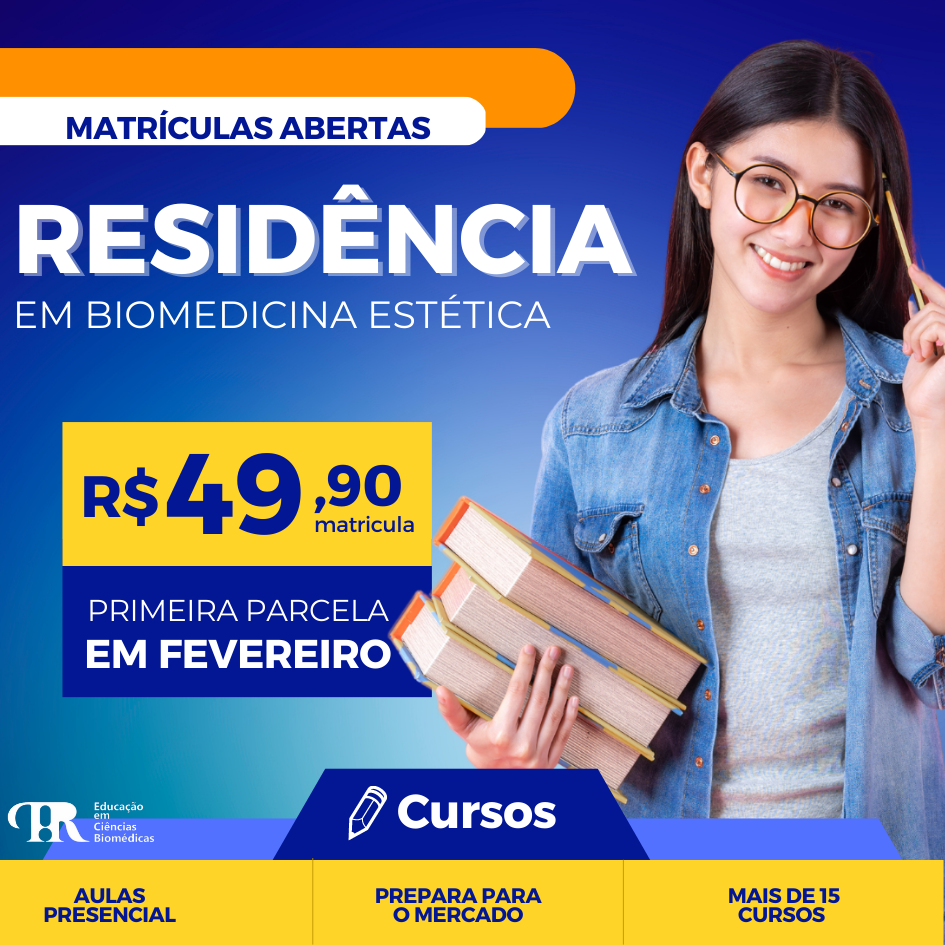 MATRÍCULAS ABERTAS
RESIDÊNCIA
EM BIOMEDICINA ESTÉTICA
R$49,90
matricula
PRIMEIRA PARCELA
EM FEVEREIRO
HR
Educação
em
Ciências
Biomédicas
Cursos
AULAS
PRESENCIAL
PREPARA PARA
O MERCADO
MAIS DE 15
CURSOS